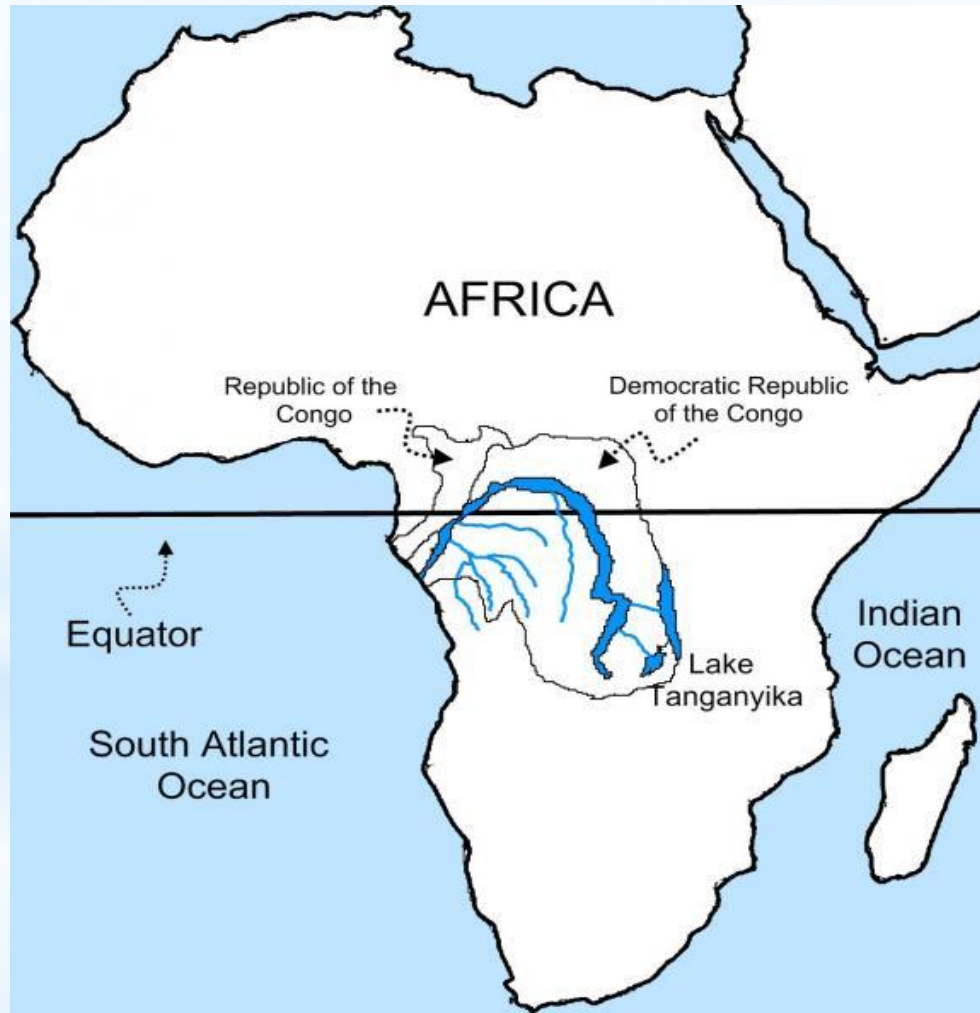 AFRICA
Republic of the
Congo
Democratic Republic
of the Congo
Equator
Indian
Ocean
Lake
Tanganyika
South Atlantic
Ocean